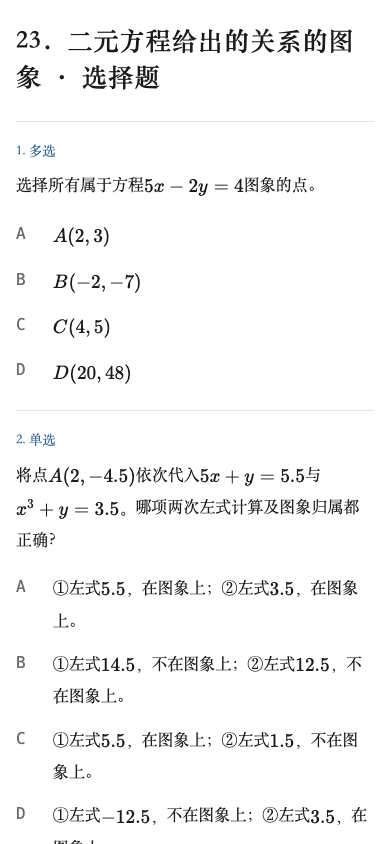 23. 二元方程给出的关系的图
象 · 选择题
1. 多选
选择所有属于方程5x − 2y = 4图象的点。
A A(2, 3)
B B(−2, −7)
C C(4, 5)
D D(20, 48)
2. 单选
将点A(2, −4.5)依次代入5x + y = 5.5与
x³ + y = 3.5。哪项两次左式计算及图象归属都
正确?
A ①左式5.5，在图象上；②左式3.5，在图象
上。
B ①左式14.5，不在图象上；②左式12.5，不
在图象上。
C ①左式5.5，在图象上；②左式1.5，不在图
象上。
D ①左式−12.5，不在图象上；②左式3.5，在